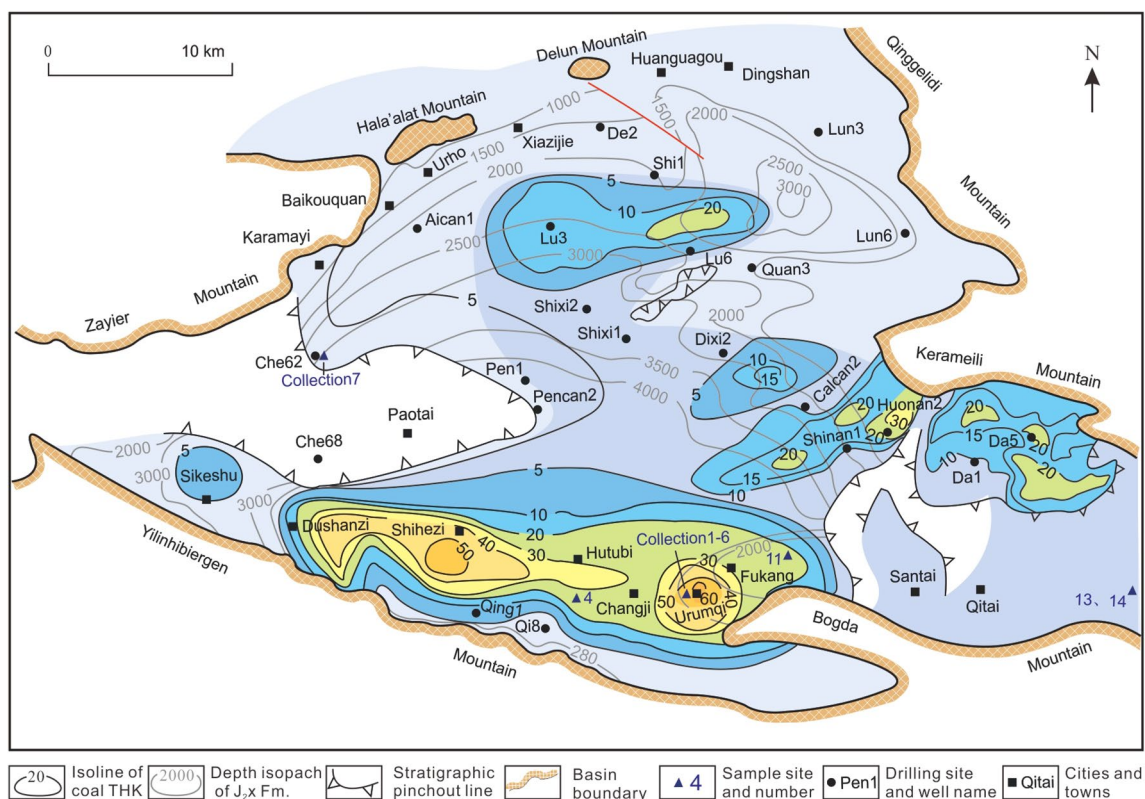 0
10 km
Delun Mountain
Huanguagou
Dingshan
Qinggelidi
N
Hala'alat Mountain
1000
1500
2000
Xiazijie
De2
Lun3
1500
Urho
2000
Shi1
2500
3000
Baikouquan
5
Mountain
Aican1
10
20
Karamayi
2500
Lu3
Lun6
3000
Lu6
Mountain
Quan3
5
Shixi2
2000
Zayier
Shixi1
Dixi2
Kerameili
Che62
3500
10
Collection7
Pen1
15
Calcan2
Mountain
4000
5
20
Huonan2
20
Pencan2
30
Paotai
20
15
Da5
2000
5
Shinan1
20
Che68
20
10
Da1
20
3000
Sikeshu
5
15
10
3000
10
Dushanzi
Shihezi
20
40
Collection1-6
30
2000
Yilinhibiergen
50
Hutubi
30
11
Fukang
Santai
Qitai
4
Changji
60
40
13、14
Qing1
50
Urumqi
Qi8
Bogda
280
Mountain
Mountain
20
Isoline of
coal THK
2000
Depth isopach
of J₂x Fm.
Stratigraphic
pinchout line
Basin
boundary
4
Sample site
and number
Pen1
Drilling site
and well name
Qitai
Cities and
towns